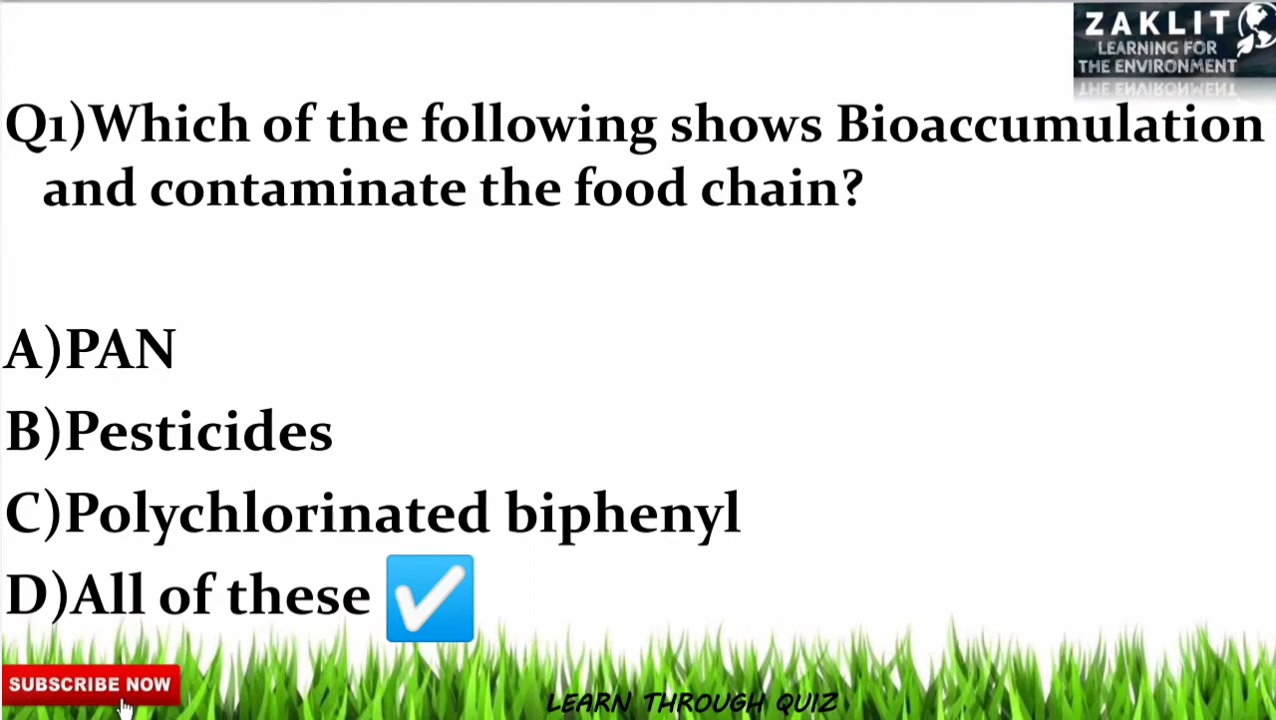 ZAKLIT
LEARNING FOR
THE ENVIRONMENT
Q1)Which of the following shows Bioaccumulation
and contaminate the food chain?
A)PAN
B)Pesticides
C)Polychlorinated biphenyl
D)All of these
SUBSCRIBE NOW
LEARN THROUGH QUIZ